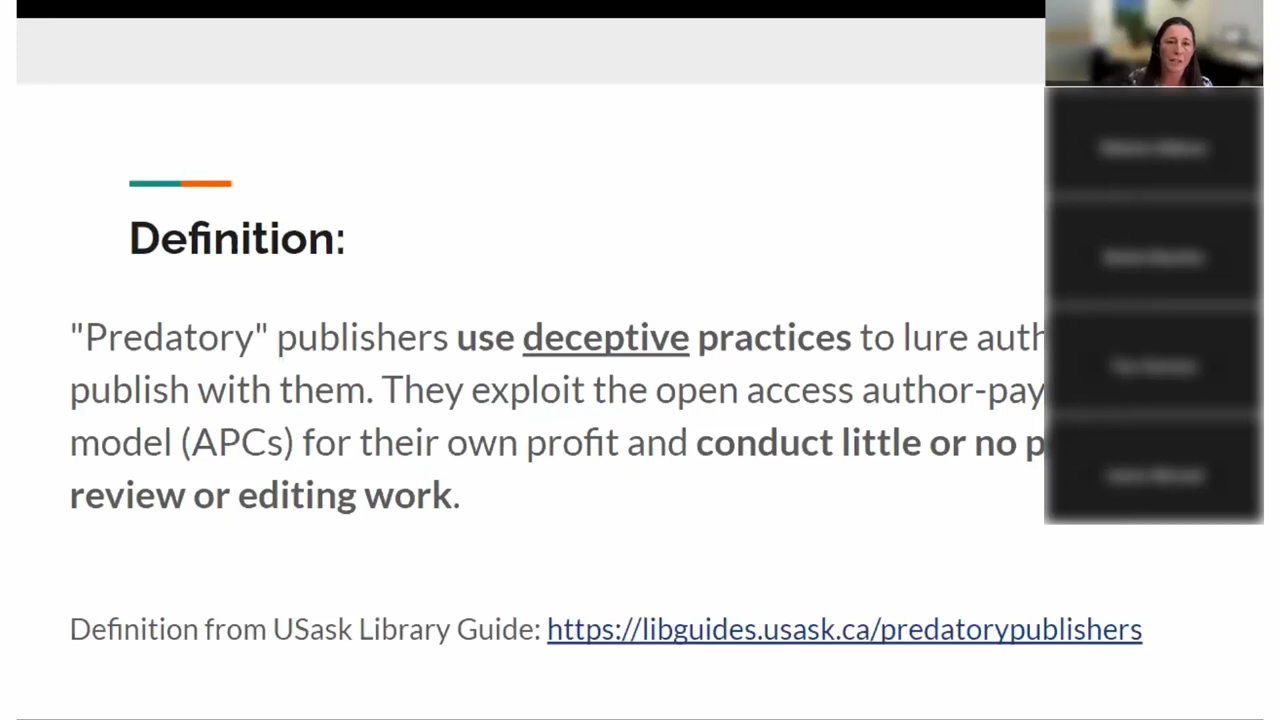 Definition:
"Predatory" publishers use deceptive practices to lure auth
publish with them. They exploit the open access author-pay
model (APCs) for their own profit and conduct little or no p
review or editing work.
Definition from USask Library Guide: https://libguides.usask.ca/predatorypublishers